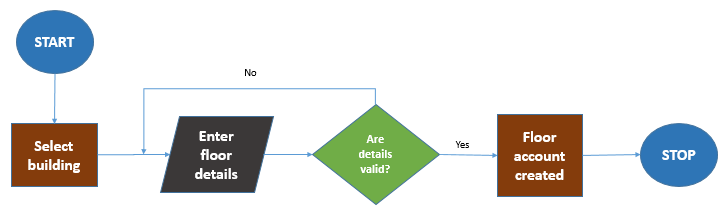 START
No
Select
building
Enter
floor
details
Are
details
valid?
Yes
Floor
account
created
STOP